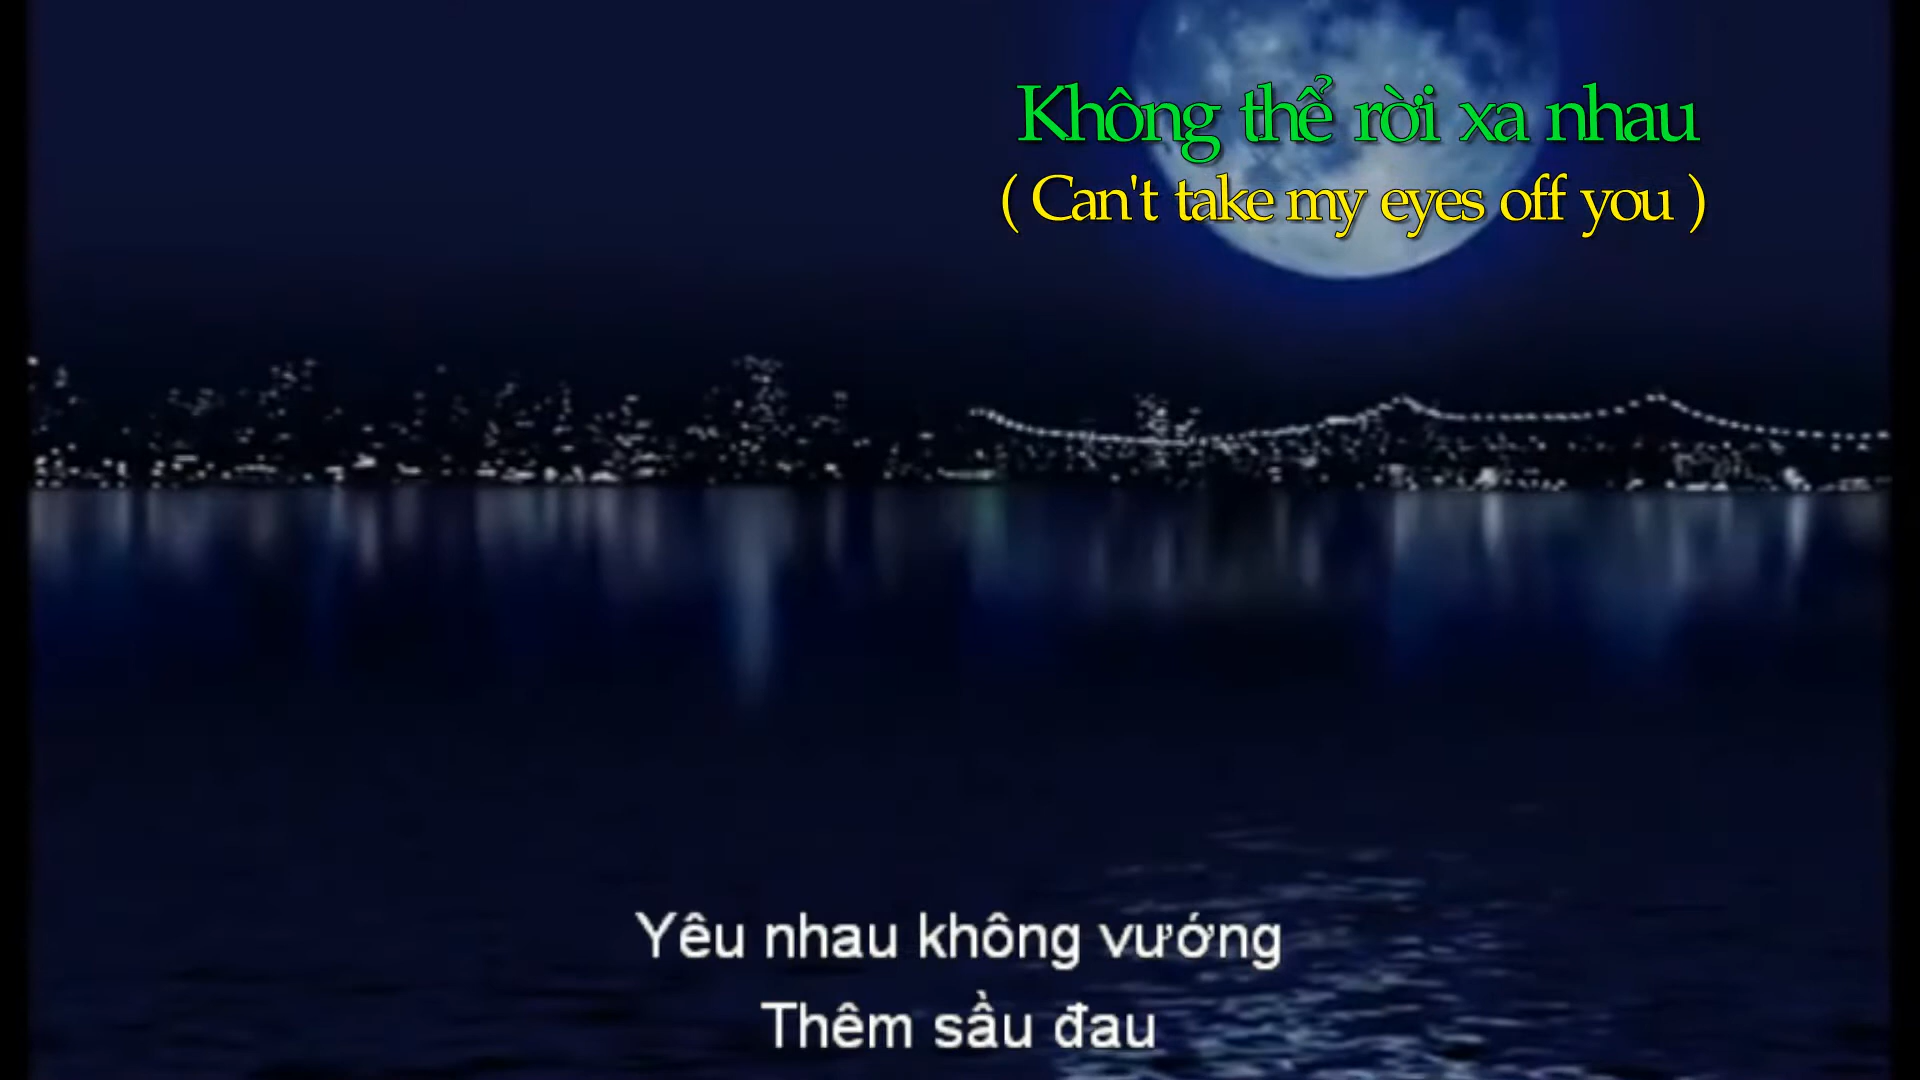 Không thể rời xa nhau
( Can't take my eyes off you )
Yêu nhau không vướng
Thêm sầu đau